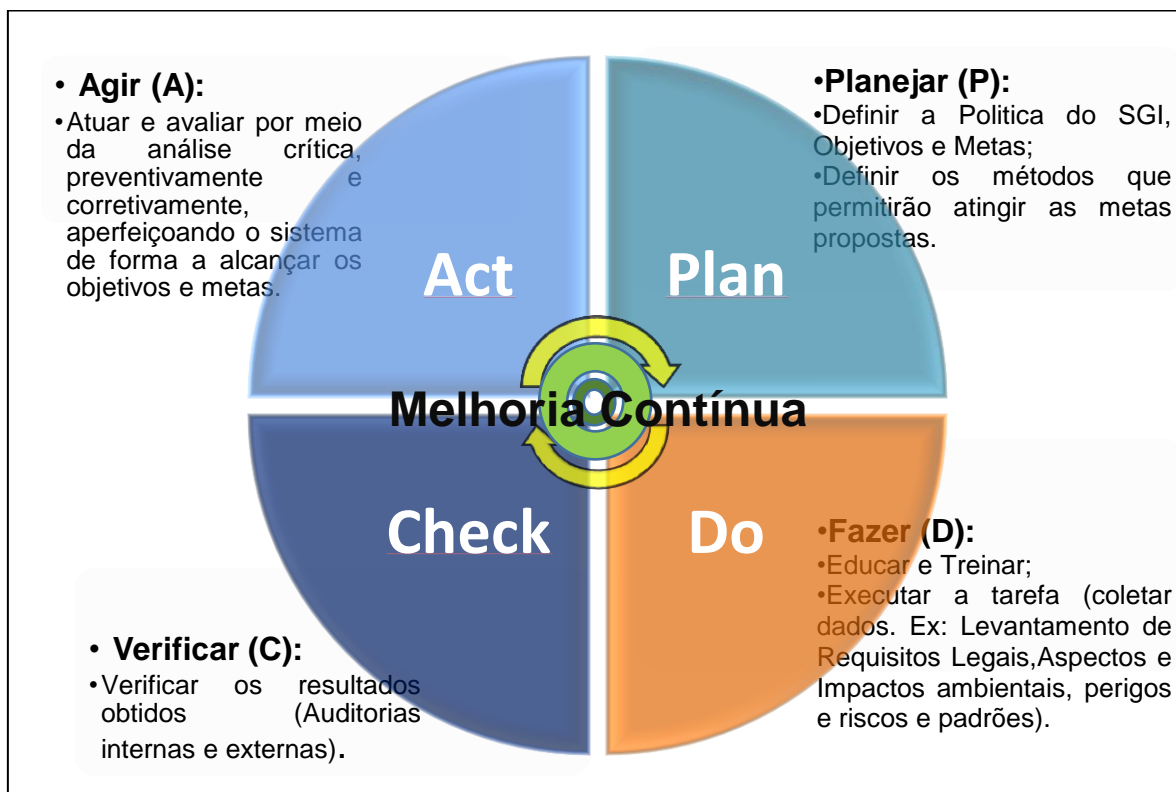 • Agir (A):
•Atuar e avaliar por meio
da análise crítica,
preventivamente e
corretivamente,
aperfeiçoando o sistema
de forma a alcançar os
objetivos e metas.
•Planejar (P):
•Definir a Politica do SGI,
Objetivos e Metas;
•Definir os métodos que
permitirão atingir as metas
propostas.
Act
Plan
Melhoria Contínua
Check
Do
• Verificar (C):
•Verificar os resultados
obtidos (Auditorias
internas e externas).
•Fazer (D):
•Educar e Treinar;
•Executar a tarefa (coletar
dados. Ex: Levantamento de
Requisitos Legais,Aspectos e
Impactos ambientais, perigos
e riscos e padrões).